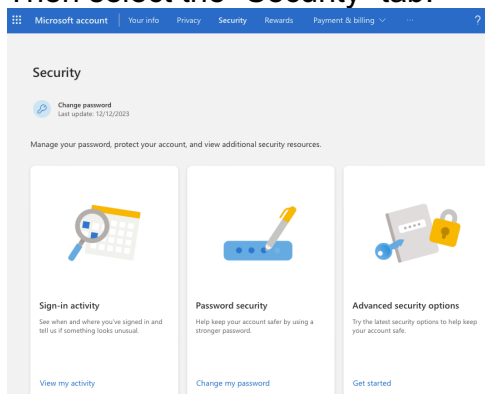 Then select the "Security" tab.
Microsoft account Your info Privacy Security Rewards Payment & billing ... ?
Security
Change password
Last update: 12/12/2023
Manage your password, protect your account, and view additional security resources.
Sign-in activity
See when and where you've signed in and
tell us if something looks unusual.
View my activity
Password security
Help keep your account safer by using a
stronger password.
Change my password
Advanced security options
Try the latest security options to help keep
your account safe.
Get started